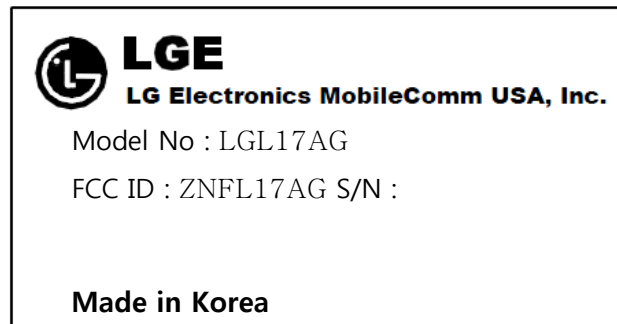 LGE
LG Electronics MobileComm USA, Inc.
Model No : LGL17AG
FCC ID : ZNFL17AG S/N :
Made in Korea